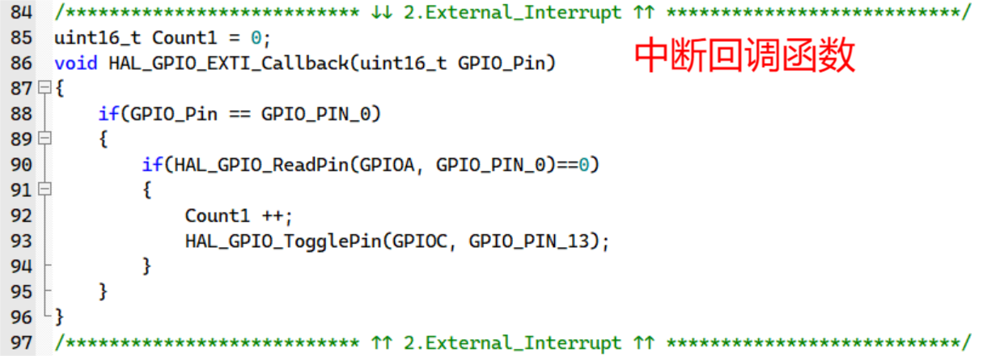 84 /*************************** ↓↓ 2.External_Interrupt ↑↑ ***************************/
85 uint16_t Count1 = 0;
86 void HAL_GPIO_EXTI_Callback(uint16_t GPIO_Pin) 中断回调函数
87 {
88     if(GPIO_Pin == GPIO_PIN_0)
89     {
90         if(HAL_GPIO_ReadPin(GPIOA, GPIO_PIN_0)==0)
91         {
92             Count1 ++;
93             HAL_GPIO_TogglePin(GPIOC, GPIO_PIN_13);
94         }
95     }
96 }
97 /*************************** ↑↑ 2.External_Interrupt ↑↑ ***************************/